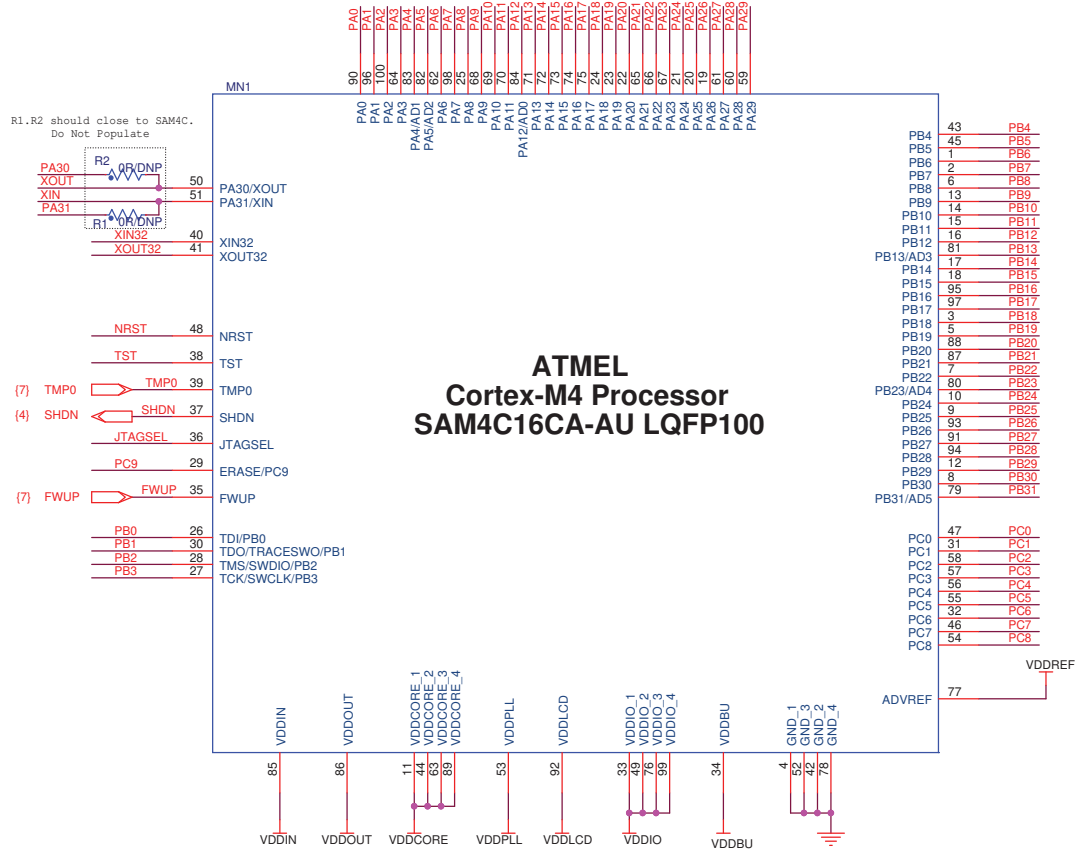 PA0 PA1 PA2 PA3 PA4 PA5 PA6 PA7 PA8 PA9 PA10 PA11 PA12 PA13 PA14 PA15 PA16 PA17 PA18 PA19 PA20 PA21 PA22 PA23 PA24 PA25 PA26 PA27 PA28 PA29
90 96 100 64 83 82 62 98 25 68 69 70 84 71 72 73 74 75 24 23 22 65 66 67 21 20 19 61 60 59
MN1
PA0 PA1 PA2 PA3 PA4/AD1 PA5/AD2 PA6 PA7 PA8 PA9 PA10 PA11 PA12/AD0 PA13 PA14 PA15 PA16 PA17 PA18 PA19 PA20 PA21 PA22 PA23 PA24 PA25 PA26 PA27 PA28 PA29
R1.R2 should close to SAM4C.
Do Not Populate
R2 0R/DNP
PA30
XOUT 50 PA30/XOUT
XIN 51 PA31/XIN
PA31
R1 0R/DNP
XIN32 40 XIN32
XOUT32 41 XOUT32
NRST 48 NRST
TST 38 TST
{7} TMP0 TMP0 39 TMP0
{4} SHDN SHDN 37 SHDN
JTAGSEL 36 JTAGSEL
PC9 29 ERASE/PC9
{7} FWUP FWUP 35 FWUP
PB0 26 TDI/PB0
PB1 30 TDO/TRACESWO/PB1
PB2 28 TMS/SWDIO/PB2
PB3 27 TCK/SWCLK/PB3
ATMEL
Cortex-M4 Processor
SAM4C16CA-AU LQFP100
PB4 43 PB4
PB5 45 PB5
PB6 1 PB6
PB7 2 PB7
PB8 6 PB8
PB9 13 PB9
PB10 14 PB10
PB11 15 PB11
PB12 16 PB12
PB13/AD3 81 PB13
PB14 17 PB14
PB15 18 PB15
PB16 95 PB16
PB17 97 PB17
PB18 3 PB18
PB19 5 PB19
PB20 88 PB20
PB21 87 PB21
PB22 7 PB22
PB23/AD4 80 PB23
PB24 10 PB24
PB25 9 PB25
PB26 93 PB26
PB27 91 PB27
PB28 94 PB28
PB29 12 PB29
PB30 8 PB30
PB31/AD5 79 PB31
PC0 47 PC0
PC1 31 PC1
PC2 58 PC2
PC3 57 PC3
PC4 56 PC4
PC5 55 PC5
PC6 32 PC6
PC7 46 PC7
PC8 54 PC8
VDDREF
ADVREF 77
VDDIN VDDOUT VDDCORE_1 VDDCORE_2 VDDCORE_3 VDDCORE_4 VDDPLL VDDLCD VDDIO_1 VDDIO_2 VDDIO_3 VDDIO_4 VDDBU GND_1 GND_3 GND_2 GND_4
85 86 11 44 63 89 53 92 33 49 76 99 34 4 52 42 78
VDDIN VDDOUT VDDCORE VDDPLL VDDLCD VDDIO VDDBU